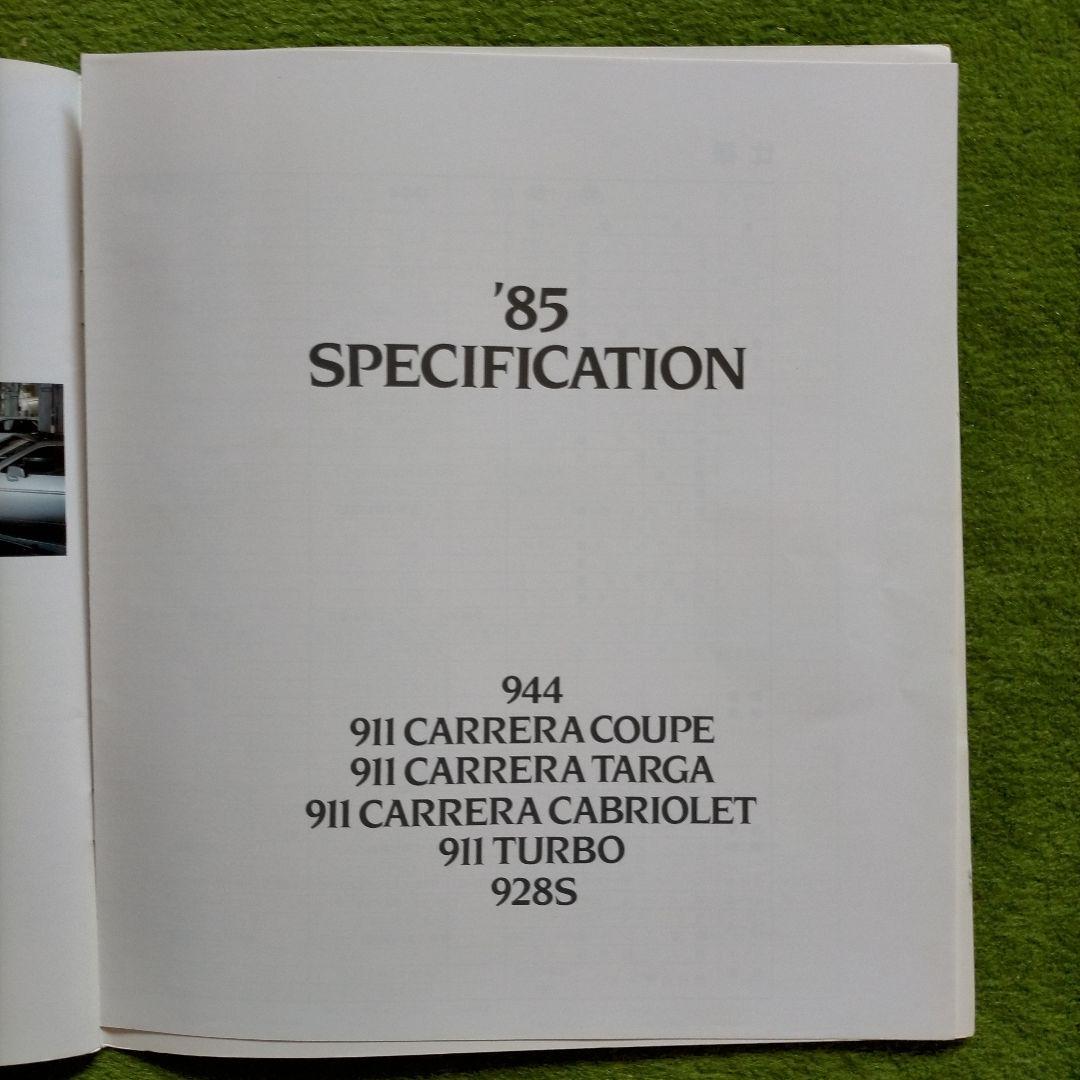 '85
SPECIFICATION
944
911 CARRERA COUPE
911 CARRERA TARGA
911 CARRERA CABRIOLET
911 TURBO
928S